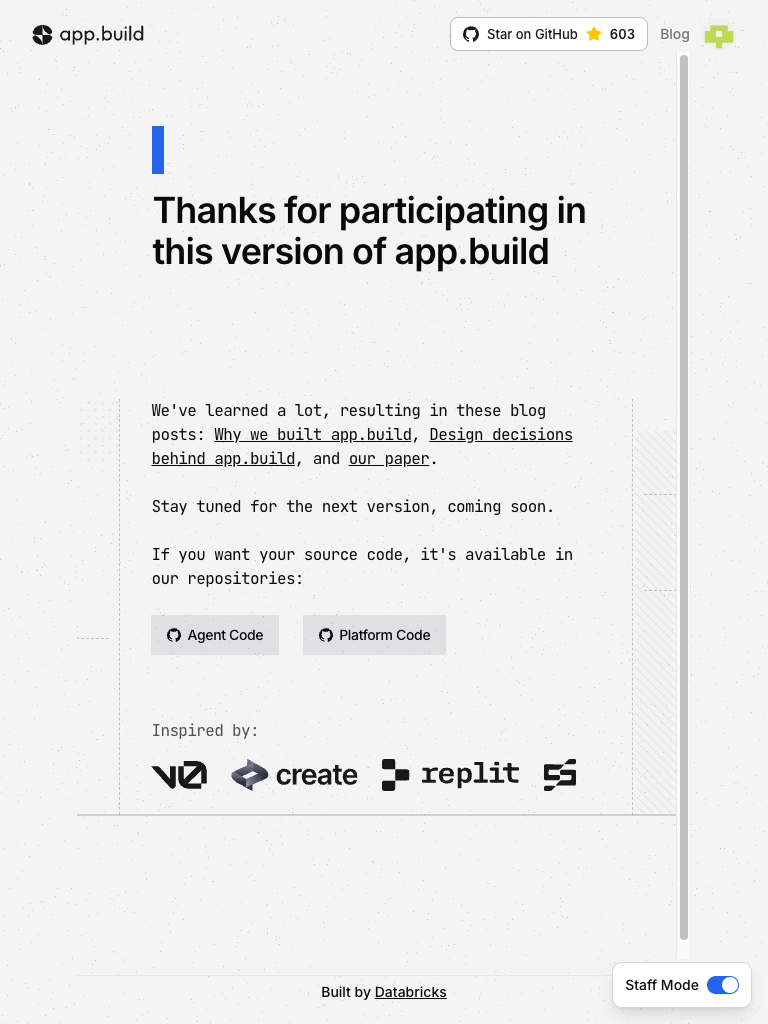 app.build
Star on GitHub 603 Blog
Thanks for participating in
this version of app.build
We've learned a lot, resulting in these blog
posts: Why we built app.build, Design decisions
behind app.build, and our paper.
Stay tuned for the next version, coming soon.
If you want your source code, it's available in
our repositories:
Agent Code Platform Code
Inspired by:
v0 create replit
Staff Mode
Built by Databricks